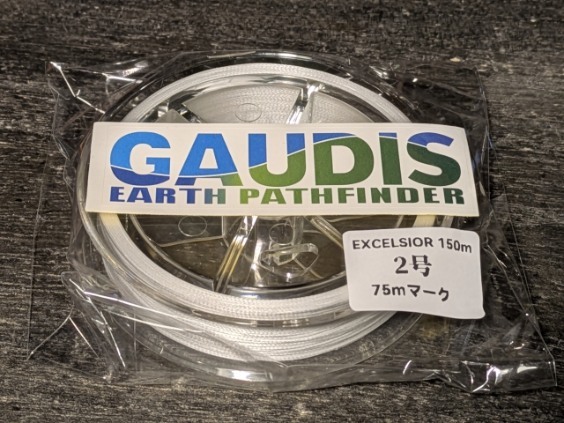 GAUDIS
EARTH PATHFINDER
EXCELSIOR 150m
2号
75mマーク